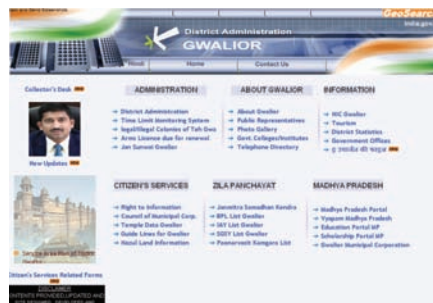 GeoSearch
india.gov
District Administration
GWALIOR
Hindi Home Contact Us
Collector's Desk
New Updates
Citizen's Services Related Forms
DISCLAIMER
ADMINISTRATION
District Administration
Time Limit Monitoring System
legal/Illegal Colonies of Teh Gwo
Arms Licence due for renewal
Jan Sunwai Gwalior
ABOUT GWALIOR
About Gwalior
Public Representatives
Photo Gallery
Govt. Colleges/Institutes
Telephone Directory
INFORMATION
NIC Gwalior
Tourism
District Statistics
Government Offices
CITIZEN'S SERVICES
Right to Information
Council of Municipal Corp.
Temple Data Gwalior
Guide Lines for Gwalior
Nazul Land Information
ZILA PANCHAYAT
Janmitra Samadhan Kendra
BPL List Gwalior
IAY List Gwalior
SGSY List Gwalior
MADHYA PRADESH
Madhya Pradesh Portal
Vyapam Madhya Pradesh
Education Portal MP
Scholarship Portal MP
Gwalior Municipal Corporation